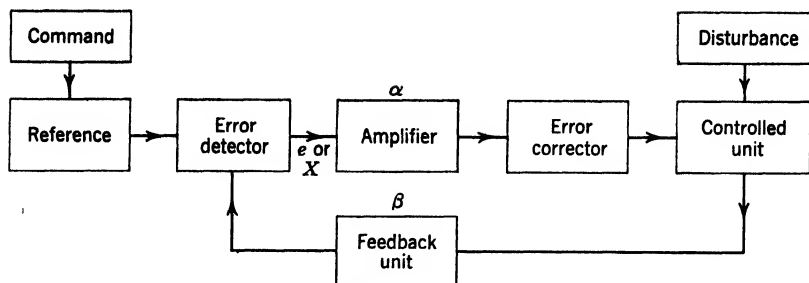 Command
Disturbance
α
Reference
Error
detector
e or
X
Amplifier
Error
corrector
Controlled
unit
β
Feedback
unit